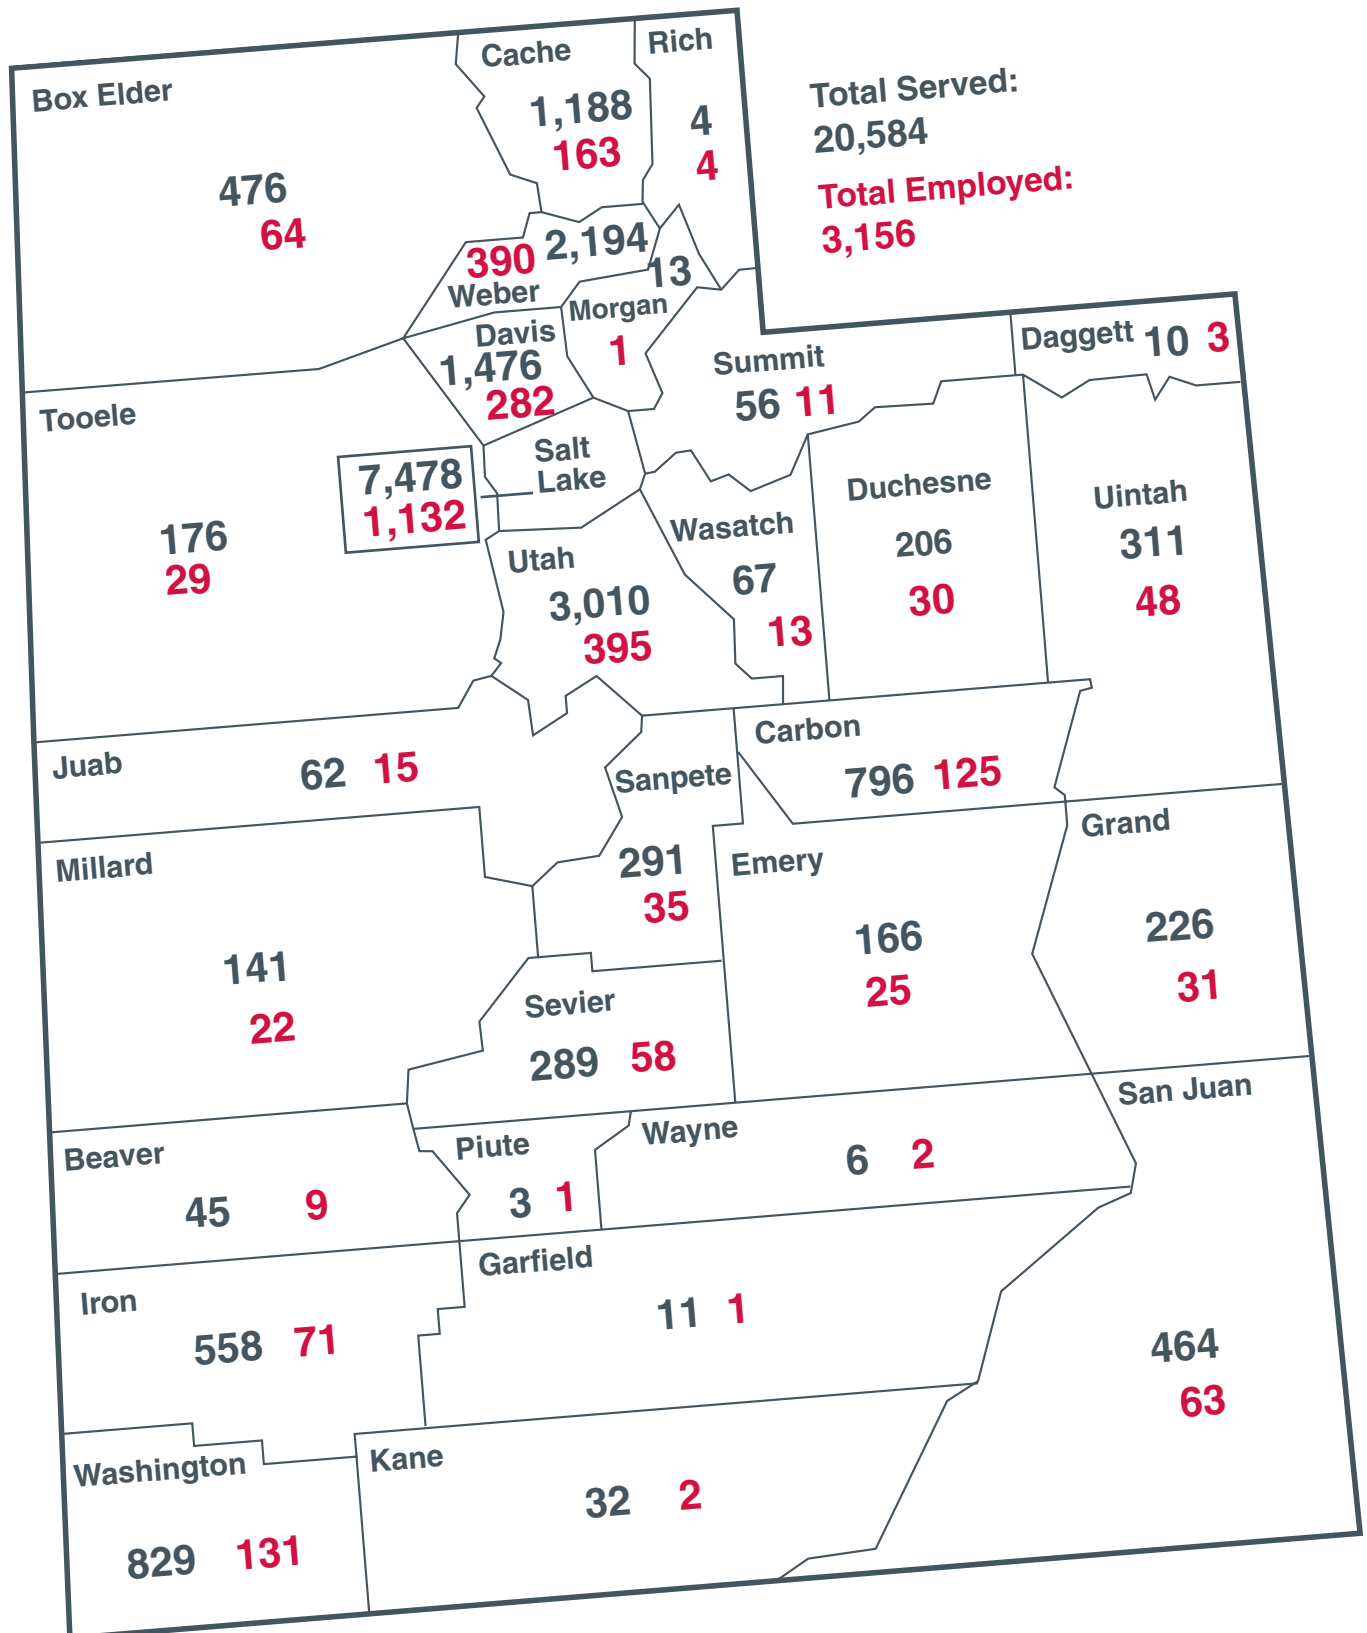 Box Elder
476
64
Cache
1,188
163
Rich
4
4
Total Served:
20,584
Total Employed:
3,156
390 2,194
Weber
13
Morgan
1
Davis
1,476
282
Summit
56 11
Daggett 10 3
Tooele
176
29
7,478
1,132
Salt
Lake
Utah
3,010
395
Wasatch
67
13
Duchesne
206
30
Uintah
311
48
Juab
62 15
Sanpete
291
35
Carbon
796 125
Millard
141
22
Emery
166
25
Grand
226
31
Sevier
289 58
Beaver
45 9
Piute
3 1
Wayne
6 2
San Juan
464
63
Iron
558 71
Garfield
11 1
Washington
829 131
Kane
32 2